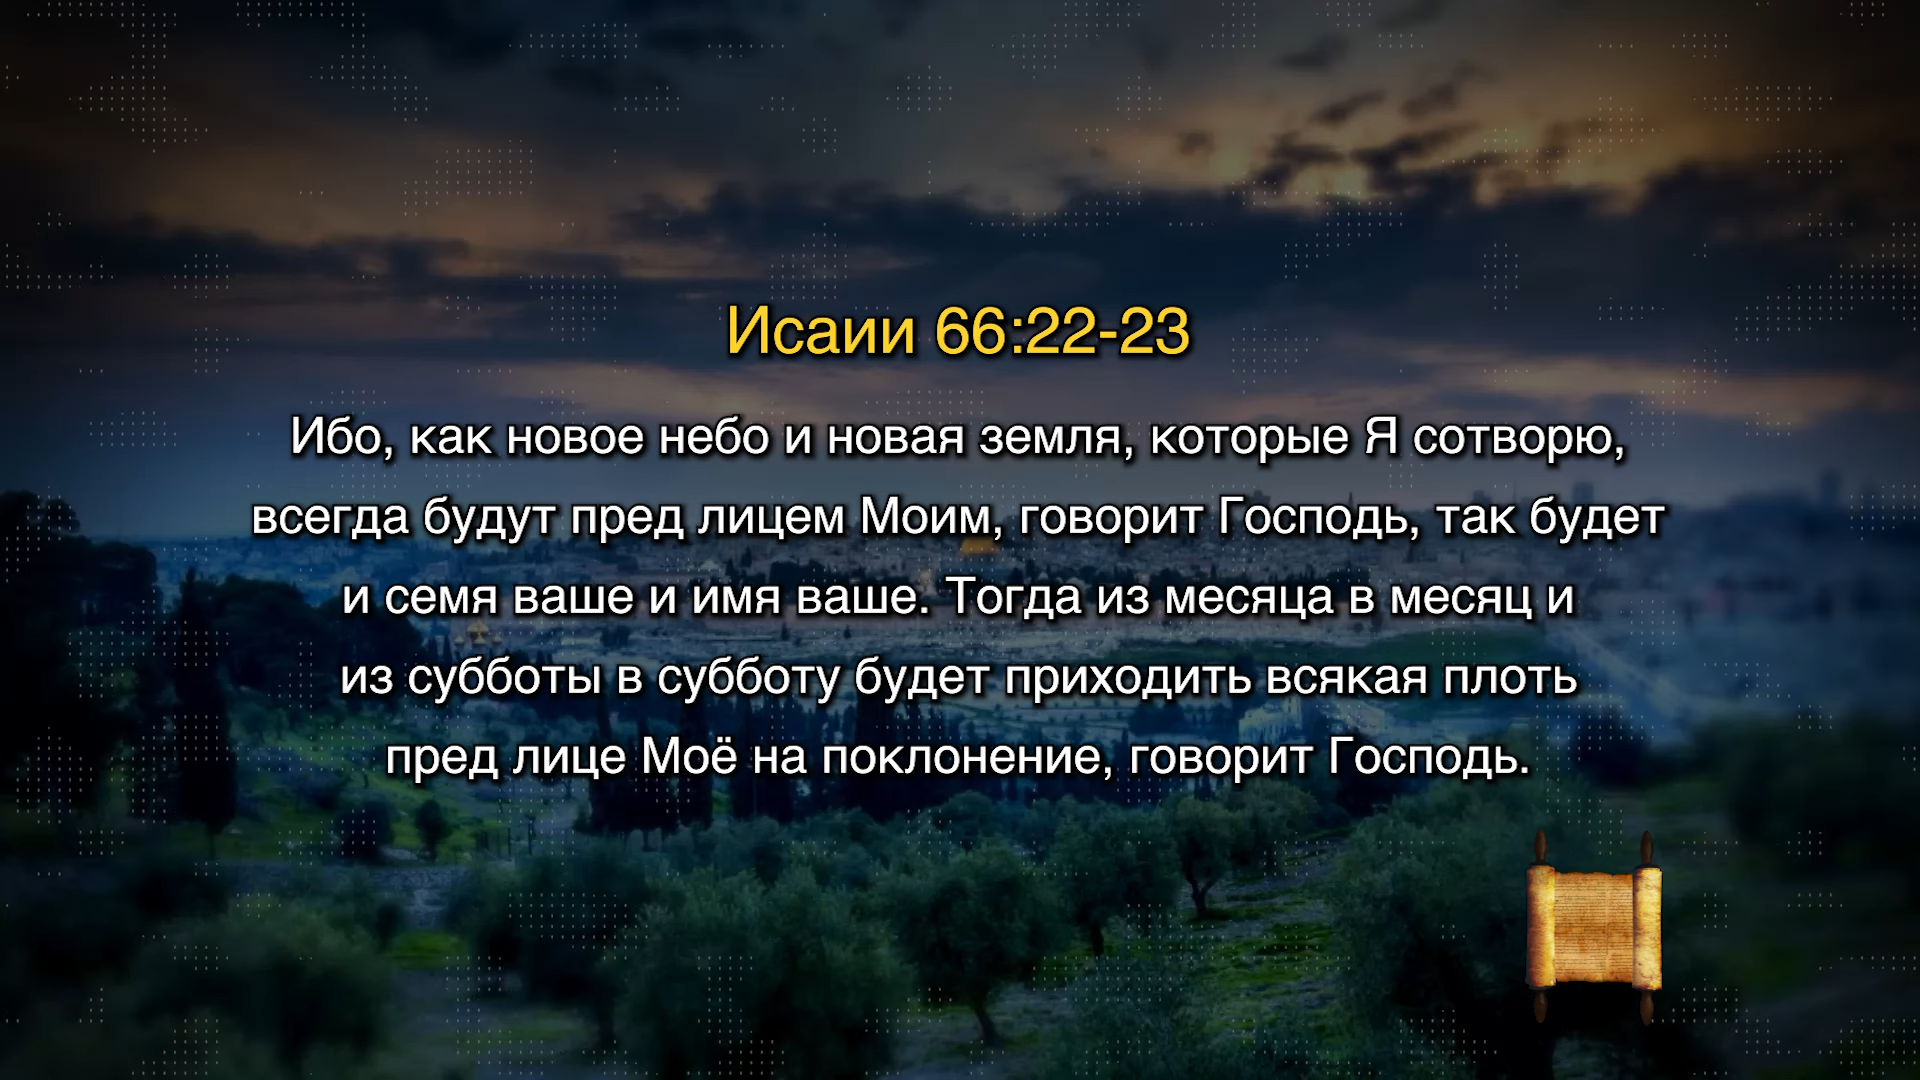 Исаии 66:22-23
Ибо, как новое небо и новая земля, которые Я сотворю,
всегда будут пред лицем Моим, говорит Господь, так будет
и семя ваше и имя ваше. Тогда из месяца в месяц и
из субботы в субботу будет приходить всякая плоть
пред лице Моё на поклонение, говорит Господь.